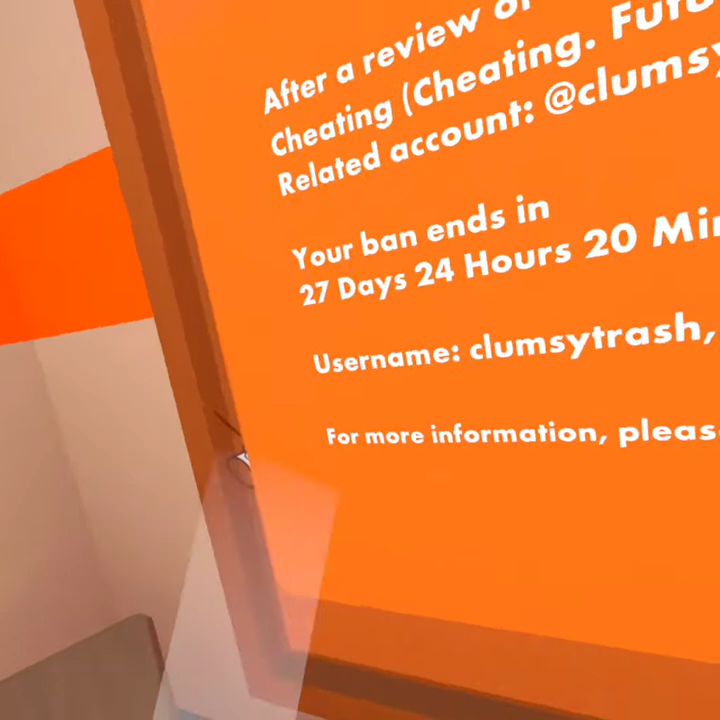 After a review of
Cheating (Cheating. Futu
Related account: @clumsy
Your ban ends in
27 Days 24 Hours 20 Min
Username: clumsytrash,
For more information, pleas